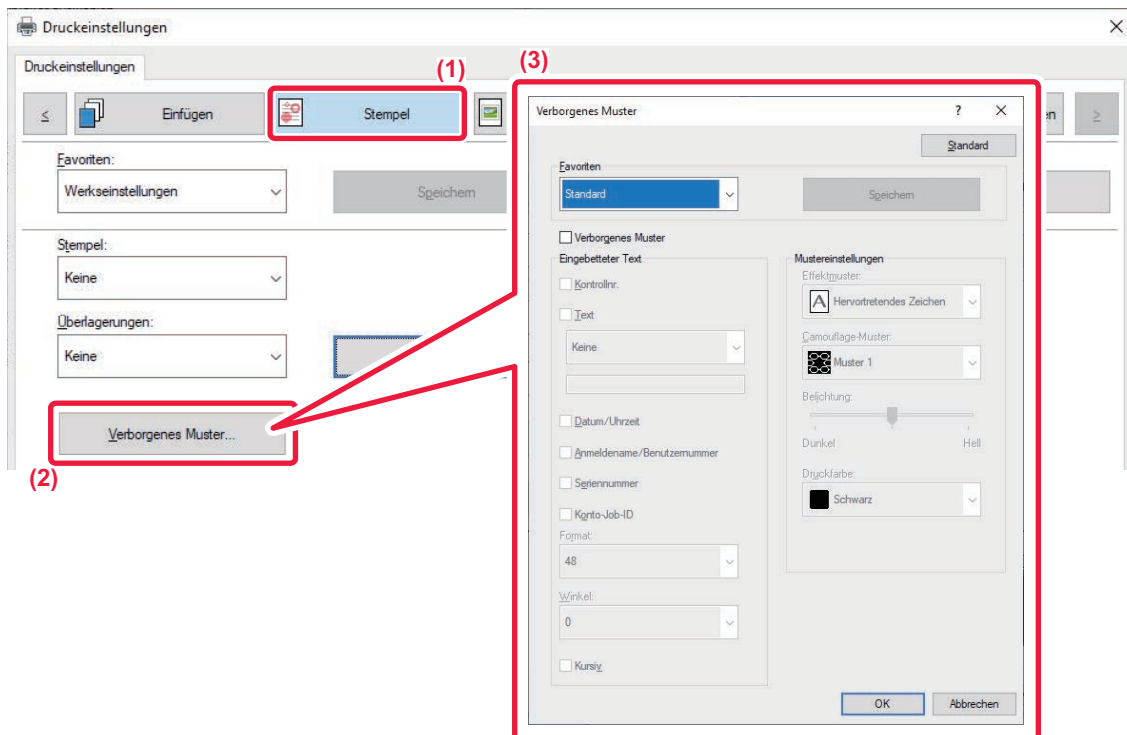 Druckeinstellungen
Druckeinstellungen
(1)
(3)
≤
Einfügen
Stempel
en
≥
Favoriten:
Werkseinstellungen
Speichern
Stempel:
Keine
Überlagerungen:
Keine
Verborgenes Muster...
(2)
Verborgenes Muster
?
Standard
Favoriten
Standard
Speichern
Verborgenes Muster
Eingebetteter Text
Kontrollnr.
Text
Keine
Datum/Uhrzeit
Anmeldename/Benutzernummer
Seriennummer
Konto-Job-ID
Format:
48
Winkel:
0
Kursiv
Mustereinstellungen
Effektmuster:
A Hervortretendes Zeichen
Camouflage-Muster:
Muster 1
Belichtung:
Dunkel Hell
Druckfarbe:
Schwarz
OK Abbrechen